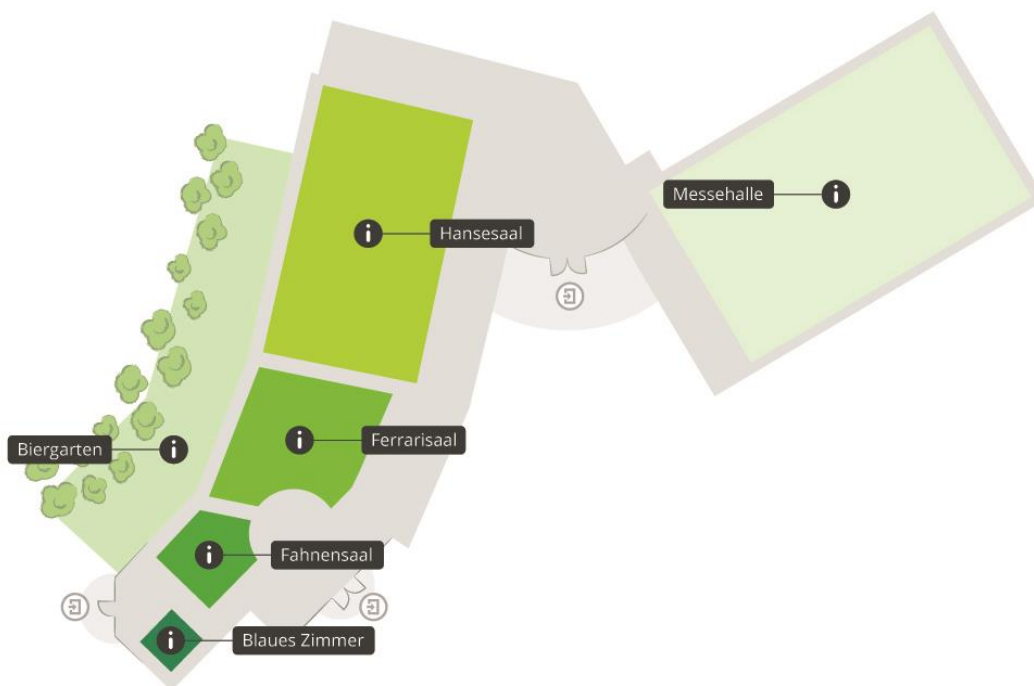 Messehalle
Hansesaal
Ferrarisaal
Biergarten
Fahnensaal
Blaues Zimmer